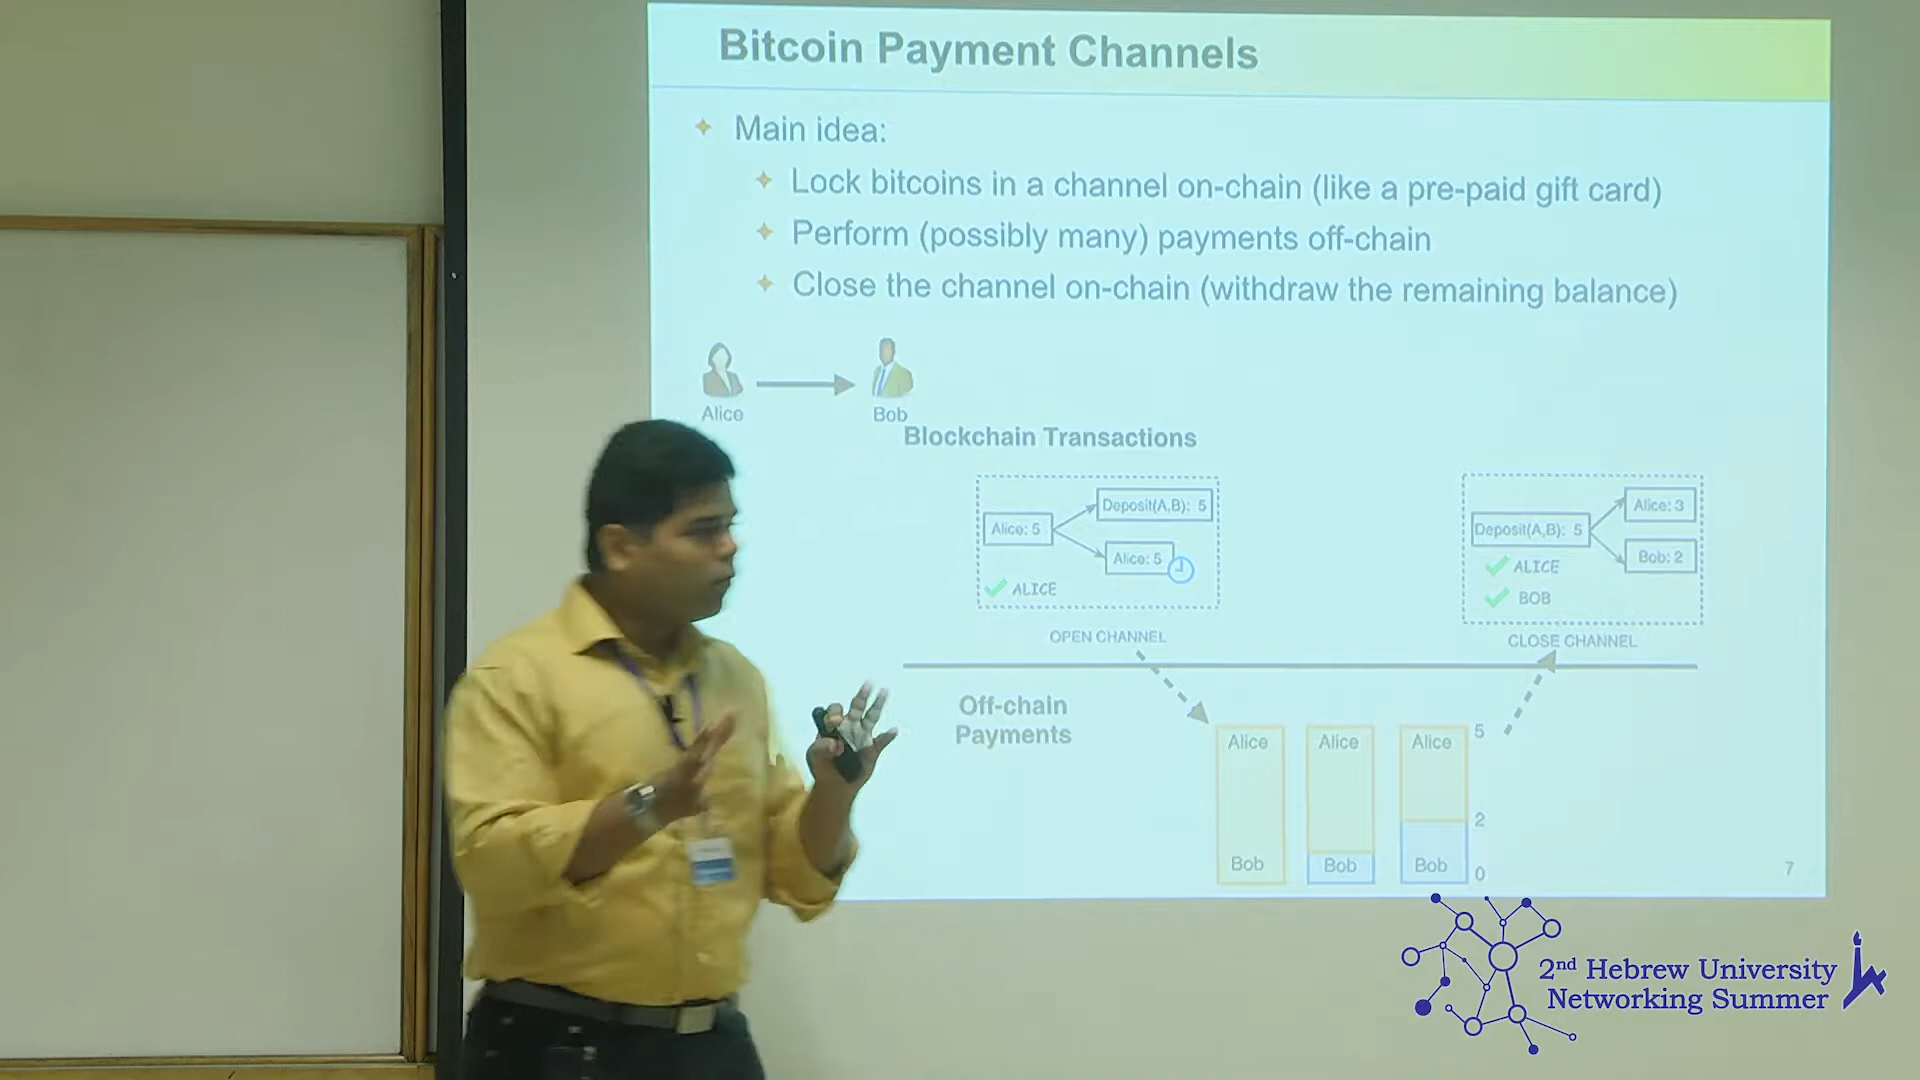 Bitcoin Payment Channels
Main idea:
Lock bitcoins in a channel on-chain (like a pre-paid gift card)
Perform (possibly many) payments off-chain
Close the channel on-chain (withdraw the remaining balance)
Alice
Bob
Blockchain Transactions
Alice: 5
Deposit(A,B): 5
Alice: 5
ALICE
OPEN CHANNEL
Deposit(A,B): 5
Alice: 3
Bob: 2
ALICE
BOB
CLOSE CHANNEL
Off-chain
Payments
Alice
Bob
Alice
Bob
Alice
Bob
5
2
0
7
2nd Hebrew University
Networking Summer